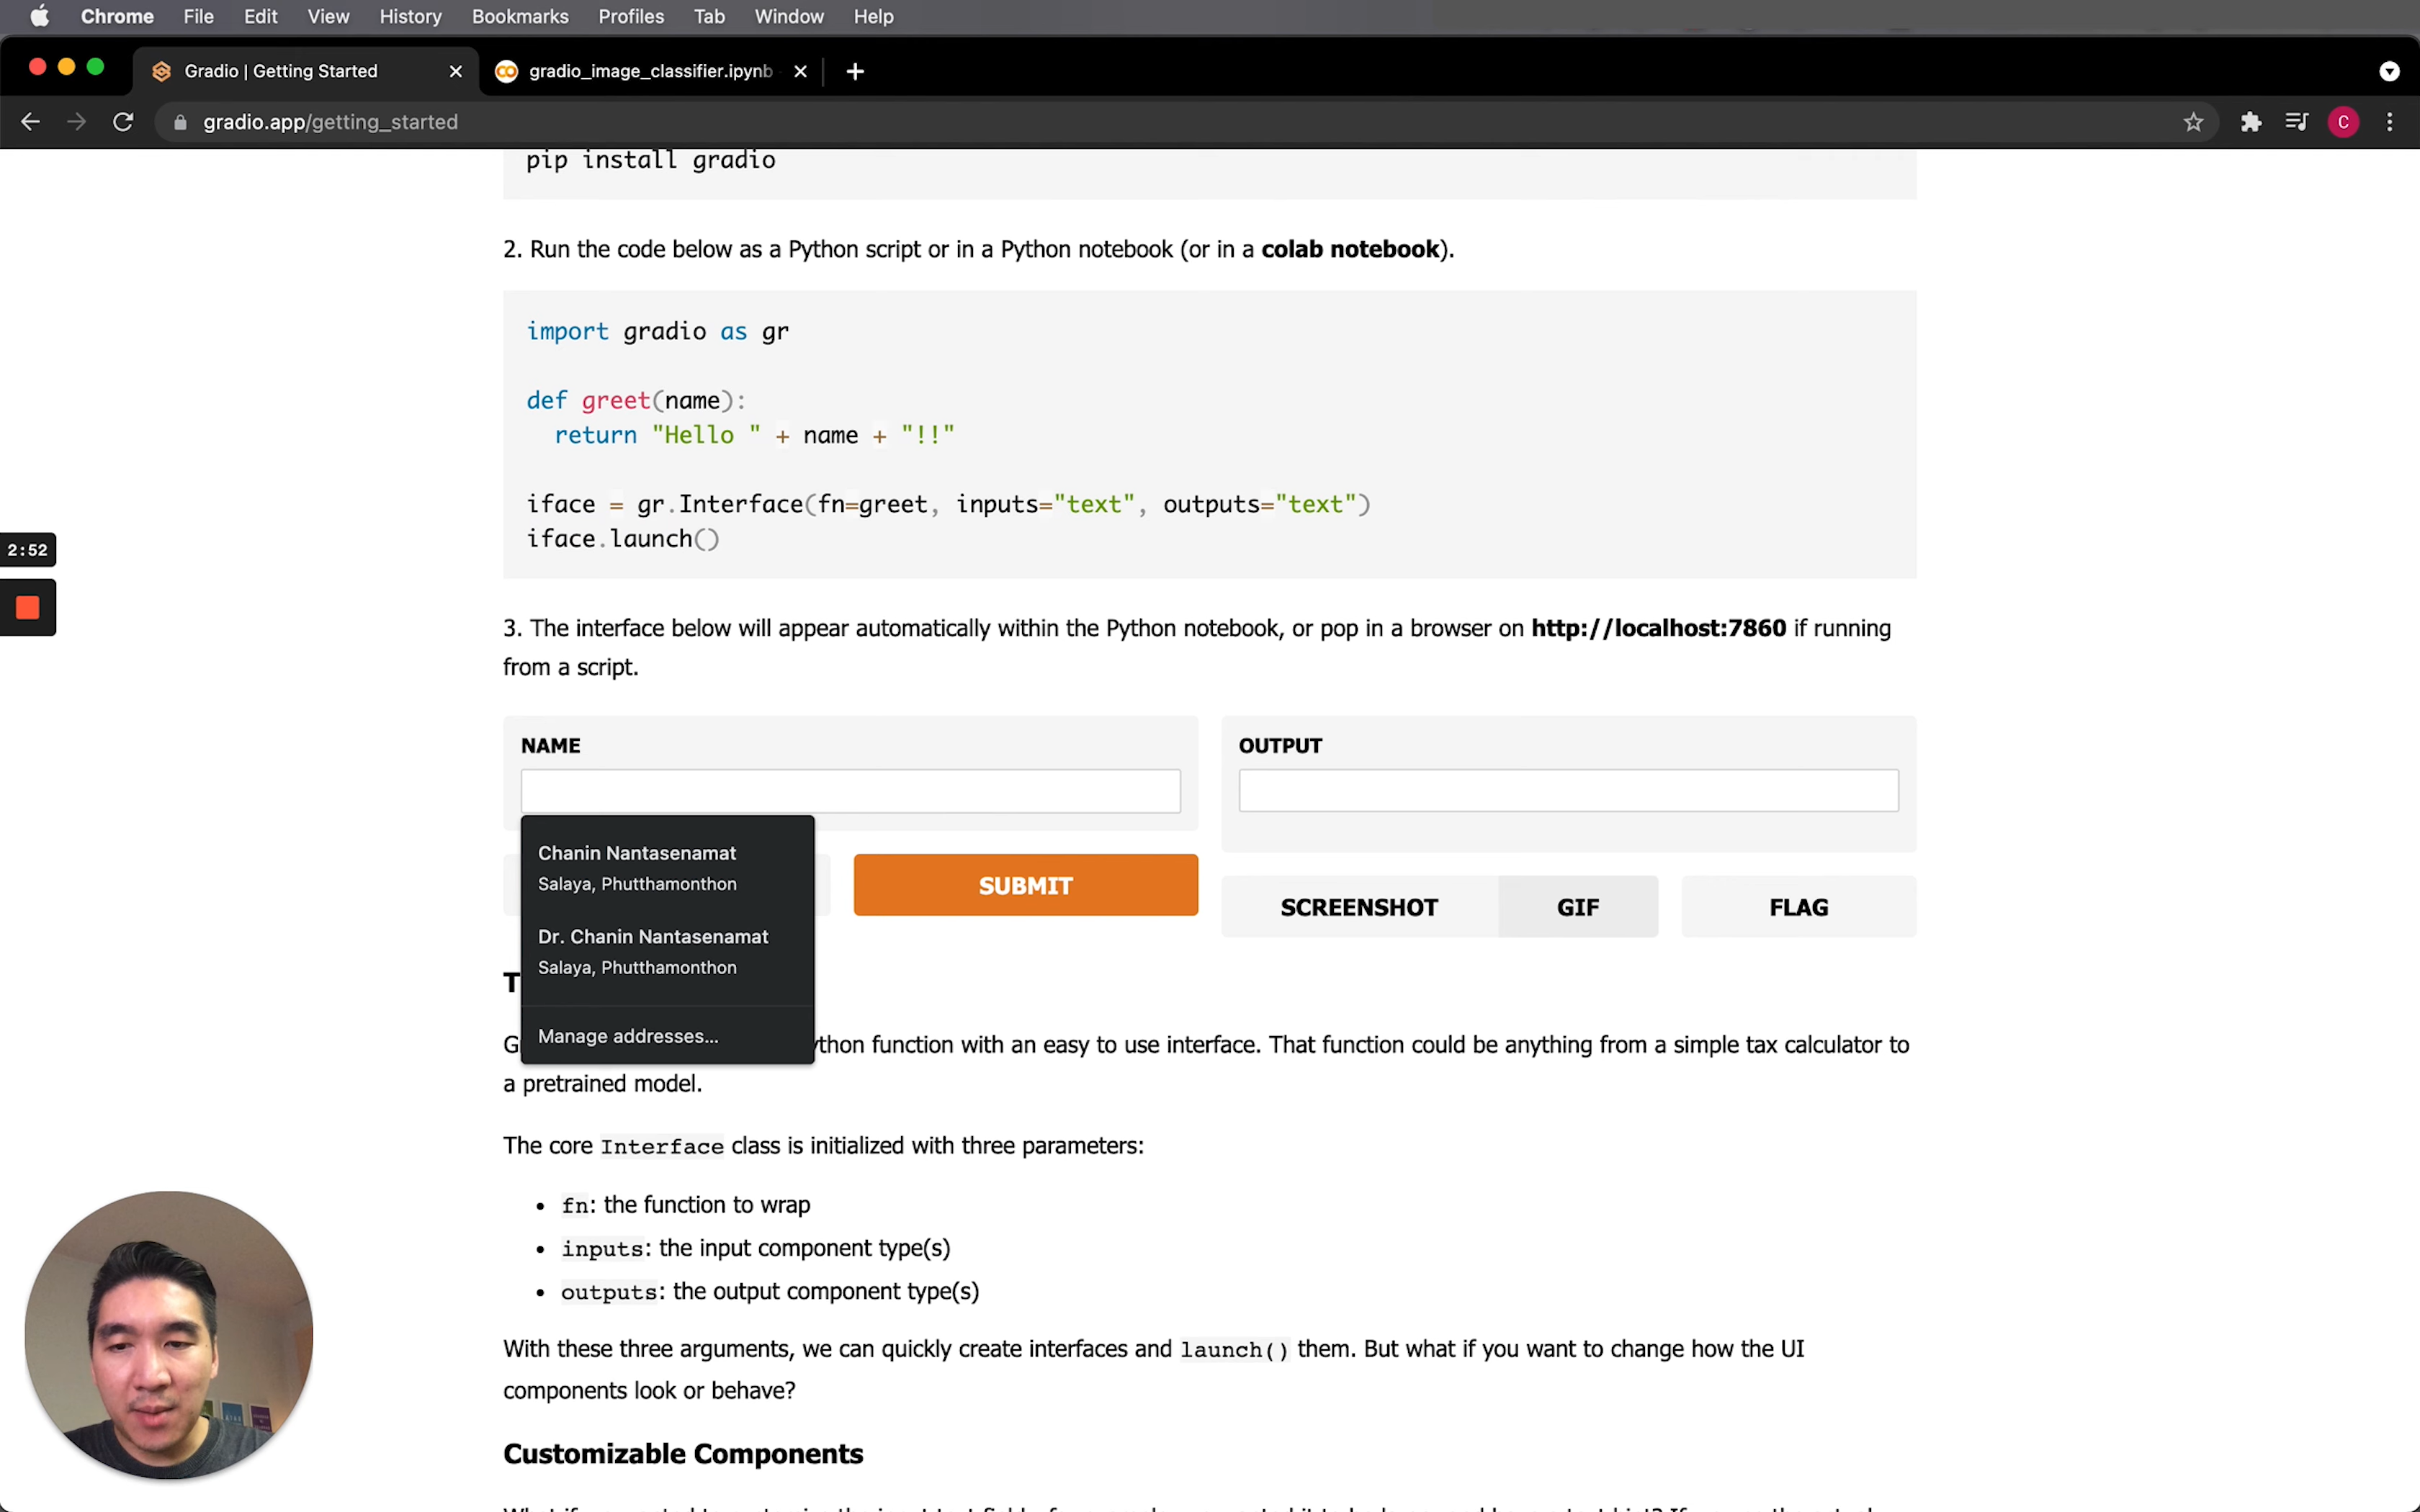 Chrome File Edit View History Bookmarks Profiles Tab Window Help
Gradio | Getting Started
gradio_image_classifier.ipynb
gradio.app/getting_started
C
pip install gradio
2. Run the code below as a Python script or in a Python notebook (or in a colab notebook).
import gradio as gr
def greet(name):
return "Hello " + name + "!!"
iface = gr.Interface(fn=greet, inputs="text", outputs="text")
iface.launch()
2:52
3. The interface below will appear automatically within the Python notebook, or pop in a browser on http://localhost:7860 if running
from a script.
NAME
OUTPUT
Chanin Nantasenamat
Salaya, Phutthamonthon
Dr. Chanin Nantasenamat
Salaya, Phutthamonthon
Manage addresses...
SUBMIT
SCREENSHOT
GIF
FLAG
function with an easy to use interface. That function could be anything from a simple tax calculator to
a pretrained model.
The core Interface class is initialized with three parameters:
• fn: the function to wrap
• inputs: the input component type(s)
• outputs: the output component type(s)
With these three arguments, we can quickly create interfaces and launch() them. But what if you want to change how the UI
components look or behave?
Customizable Components